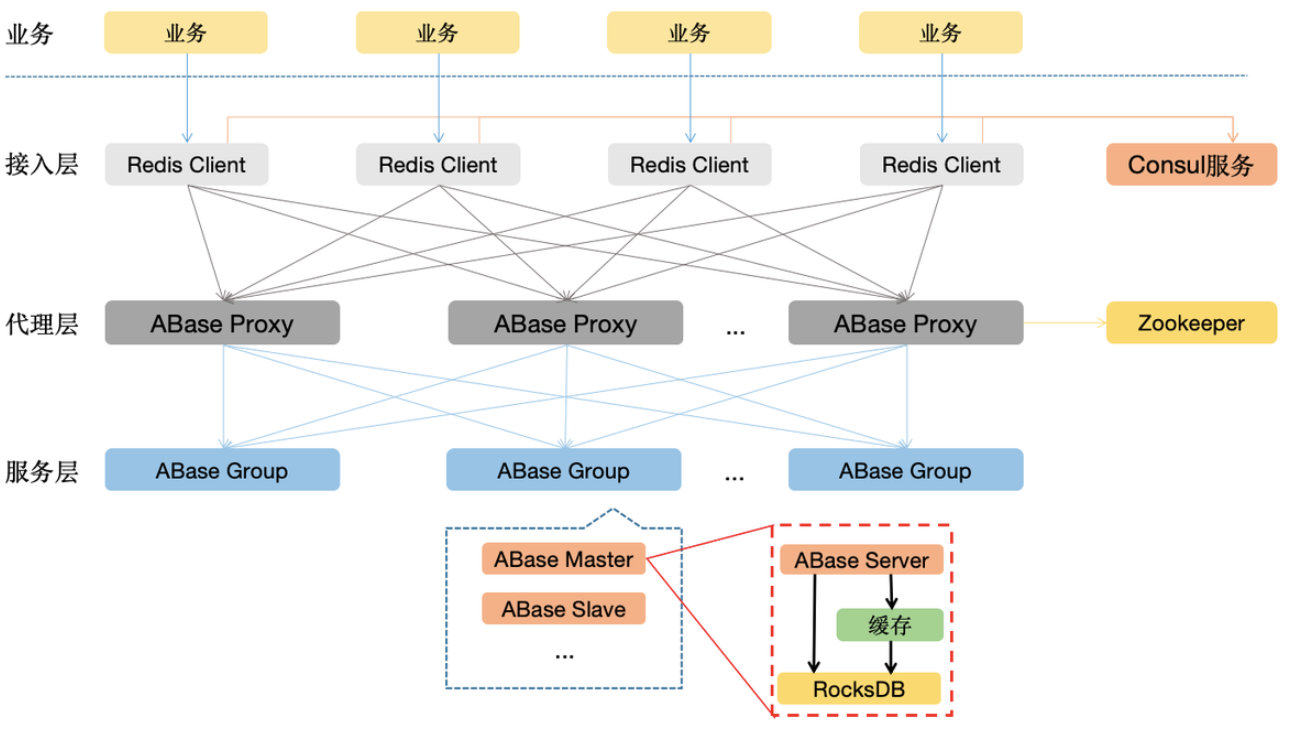 业务
业务
业务
业务
业务
接入层
Redis Client
Redis Client
Redis Client
Redis Client
Consul服务
代理层
ABase Proxy
ABase Proxy
...
ABase Proxy
Zookeeper
服务层
ABase Group
ABase Group
...
ABase Group
ABase Master
ABase Slave
...
ABase Server
缓存
RocksDB